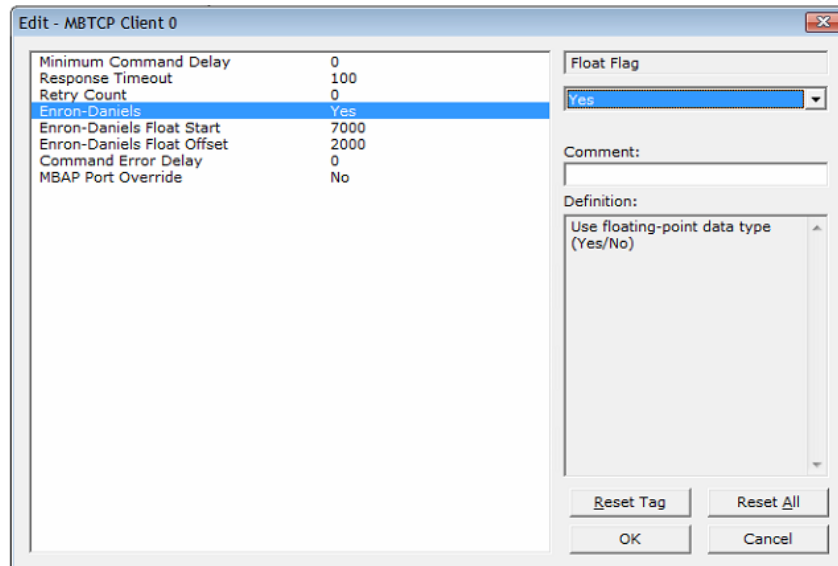 Edit - MBTCP Client 0
Minimum Command Delay 0
Response Timeout 100
Retry Count 0
Enron-Daniels Yes
Enron-Daniels Float Start 7000
Enron-Daniels Float Offset 2000
Command Error Delay 0
MBAP Port Override No
Float Flag
Yes
Comment:
Definition:
Use floating-point data type
(Yes/No)
Reset Tag Reset All
OK Cancel